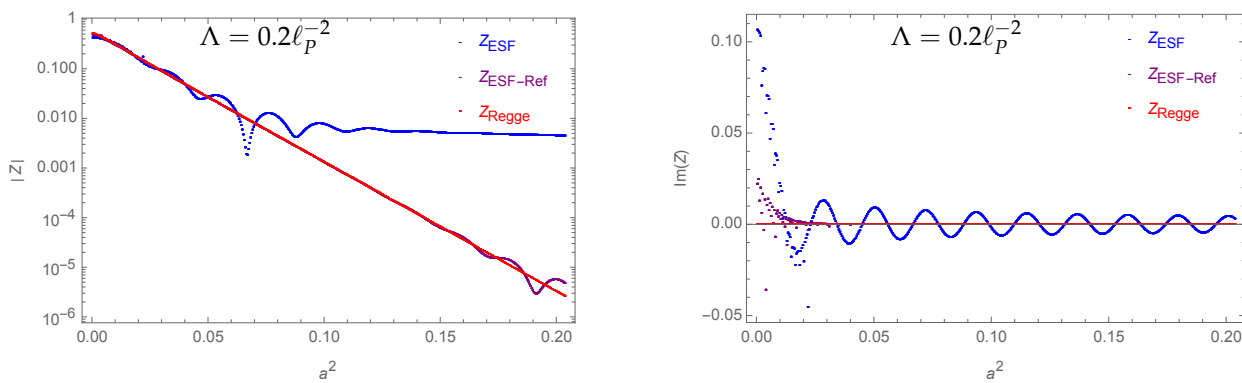 Λ = 0.2ℓ_P^{-2}
Z_ESF
Z_ESF-Ref
Z_Regge
|Z|
1
0.100
0.010
0.001
10^{-4}
10^{-5}
10^{-6}
0.00 0.05 0.10 0.15 0.20
a²
Λ = 0.2ℓ_P^{-2}
Z_ESF
Z_ESF-Ref
Z_Regge
Im(Z)
0.10
0.05
0.00
-0.05
0.00 0.05 0.10 0.15 0.20
a²